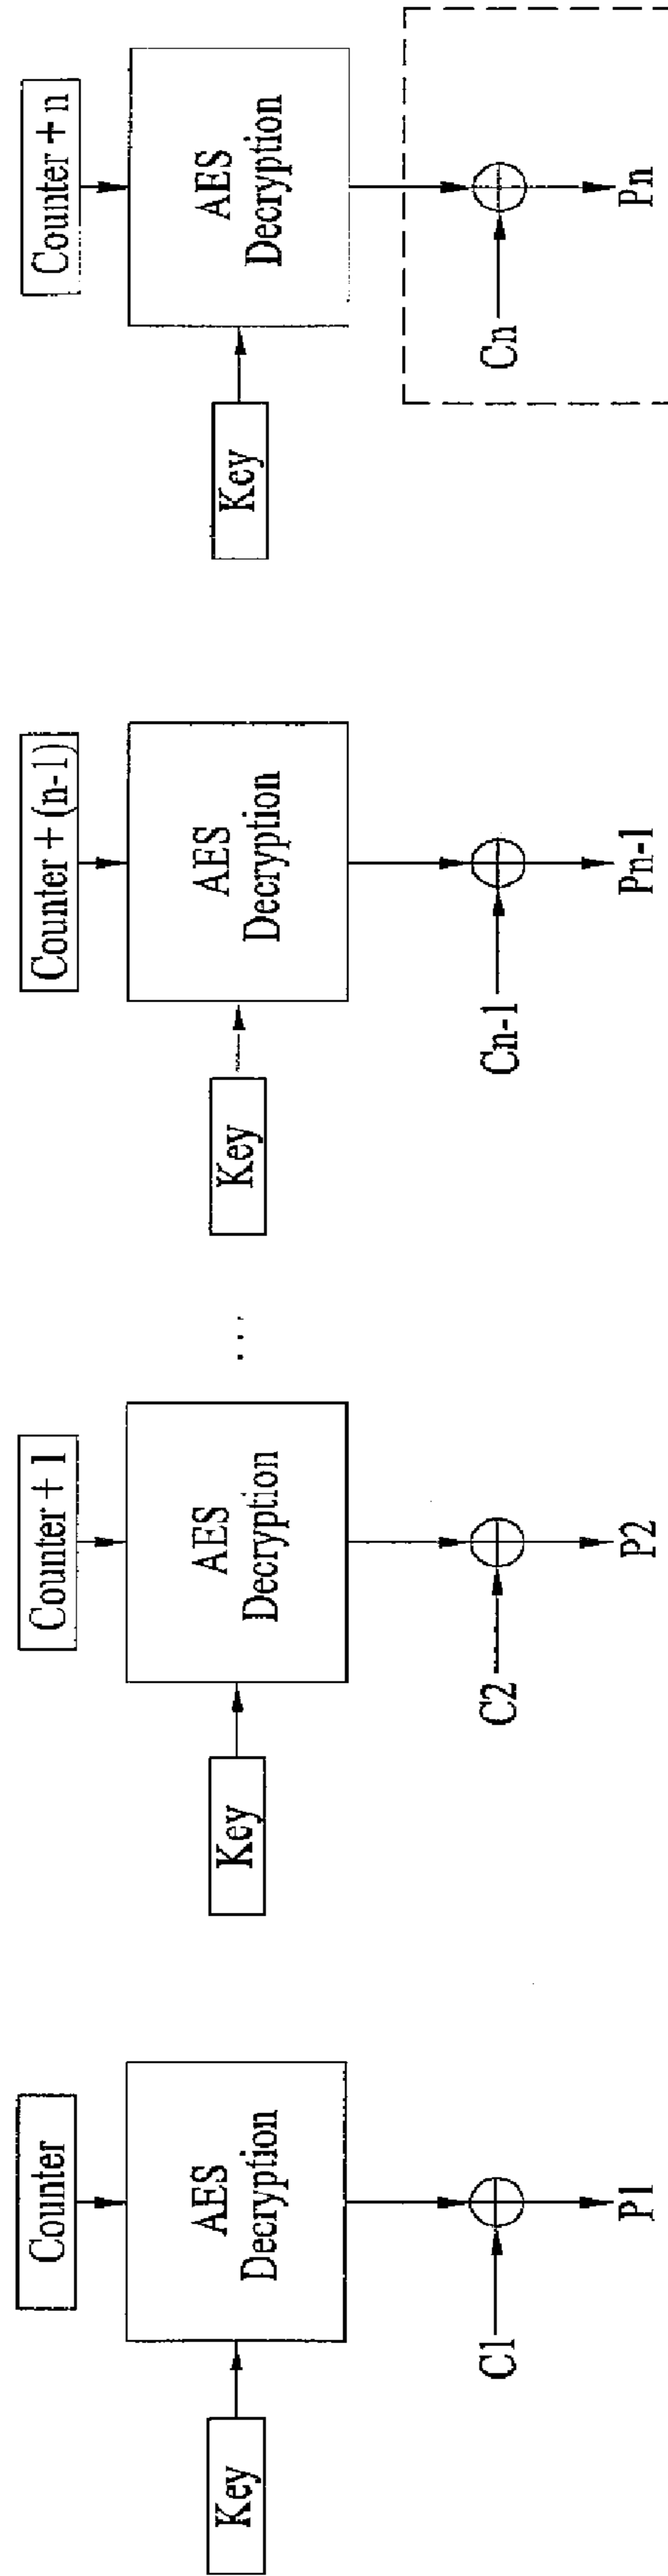 Counter
Key
AES
Decryption
C1
P1
Counter + 1
Key
AES
Decryption
C2
P2
...
Counter + (n-1)
Key
AES
Decryption
Cn-1
Pn-1
Counter + n
Key
AES
Decryption
Cn
Pn